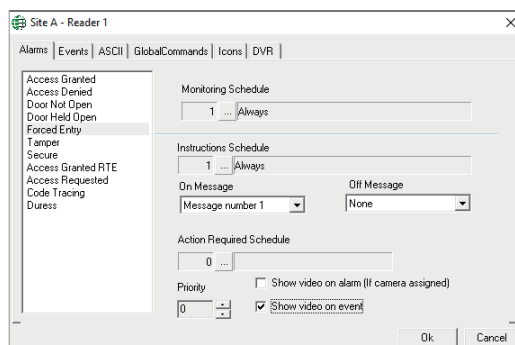 Site A - Reader 1
Alarms Events ASCII GlobalCommands Icons DVR
Access Granted
Access Denied
Door Not Open
Door Held Open
Forced Entry
Tamper
Secure
Access Granted RTE
Access Requested
Code Tracing
Duress
Monitoring Schedule
1 ... Always
Instructions Schedule
1 ... Always
On Message Off Message
Message number 1 None
Action Required Schedule
0 ...
Priority Show video on alarm (If camera assigned)
0 Show video on event
Ok Cancel